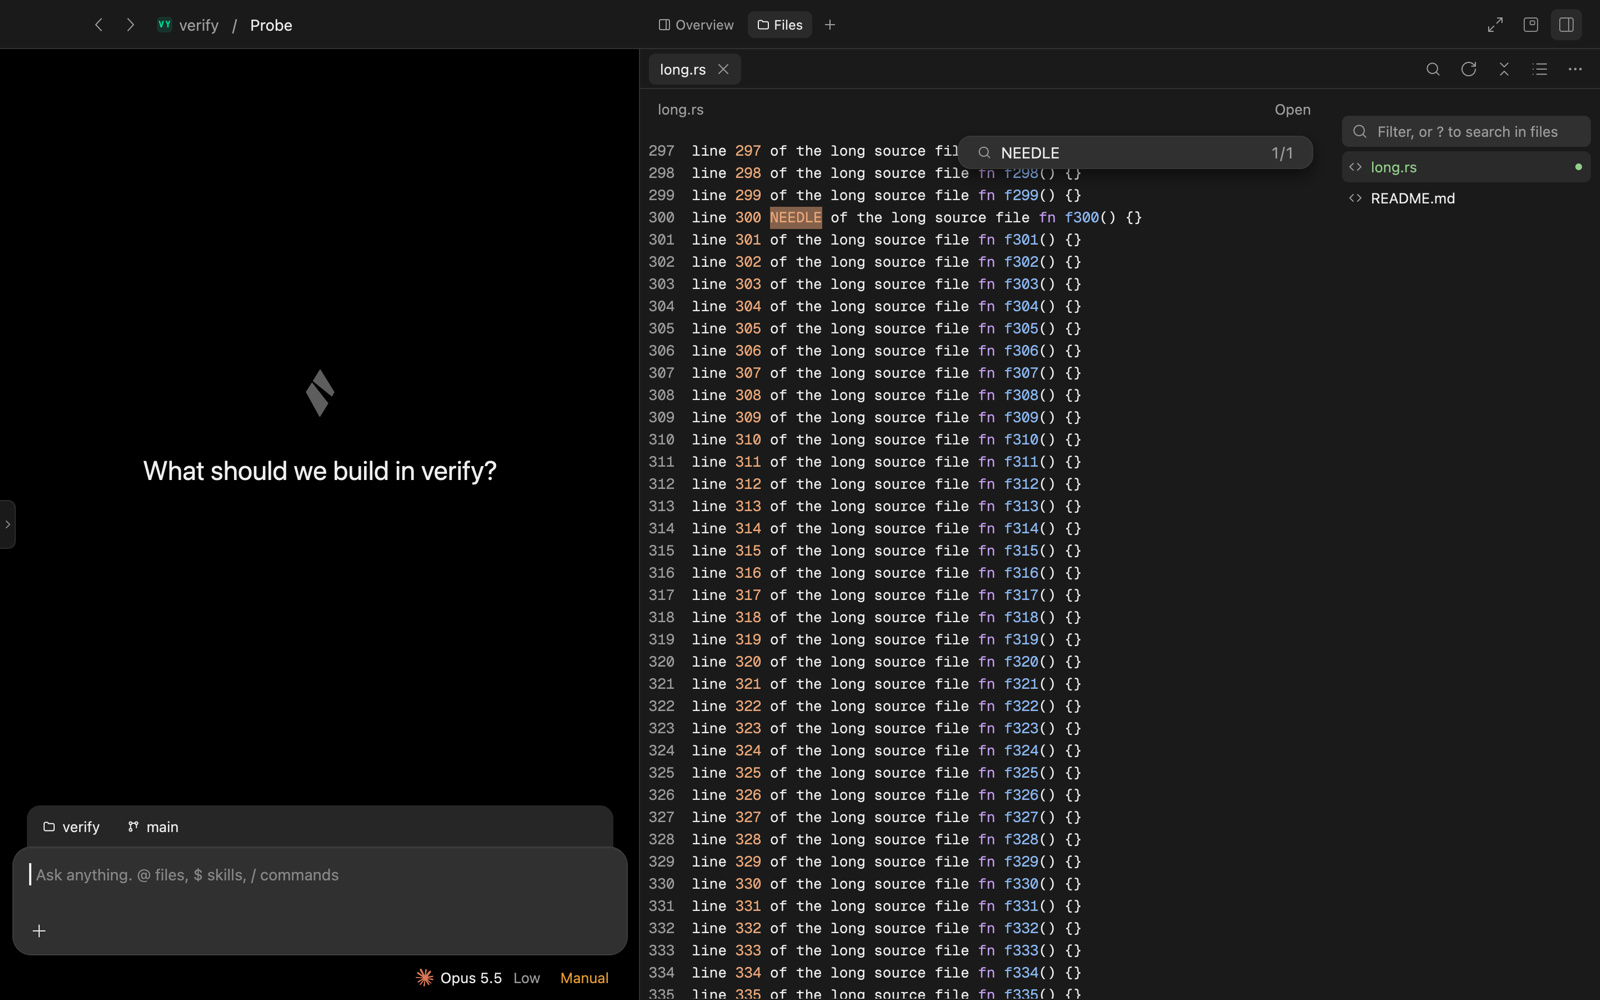 VY verify / Probe
Overview
Files
long.rs
long.rs
Open
NEEDLE 1/1
Filter, or ? to search in files
long.rs
README.md
297 line 297 of the long source fil
298 line 298 of the long source file fn f298() {}
299 line 299 of the long source file fn f299() {}
300 line 300 NEEDLE of the long source file fn f300() {}
301 line 301 of the long source file fn f301() {}
302 line 302 of the long source file fn f302() {}
303 line 303 of the long source file fn f303() {}
304 line 304 of the long source file fn f304() {}
305 line 305 of the long source file fn f305() {}
306 line 306 of the long source file fn f306() {}
307 line 307 of the long source file fn f307() {}
308 line 308 of the long source file fn f308() {}
309 line 309 of the long source file fn f309() {}
310 line 310 of the long source file fn f310() {}
311 line 311 of the long source file fn f311() {}
312 line 312 of the long source file fn f312() {}
313 line 313 of the long source file fn f313() {}
314 line 314 of the long source file fn f314() {}
315 line 315 of the long source file fn f315() {}
316 line 316 of the long source file fn f316() {}
317 line 317 of the long source file fn f317() {}
318 line 318 of the long source file fn f318() {}
319 line 319 of the long source file fn f319() {}
320 line 320 of the long source file fn f320() {}
321 line 321 of the long source file fn f321() {}
322 line 322 of the long source file fn f322() {}
323 line 323 of the long source file fn f323() {}
324 line 324 of the long source file fn f324() {}
325 line 325 of the long source file fn f325() {}
326 line 326 of the long source file fn f326() {}
327 line 327 of the long source file fn f327() {}
328 line 328 of the long source file fn f328() {}
329 line 329 of the long source file fn f329() {}
330 line 330 of the long source file fn f330() {}
331 line 331 of the long source file fn f331() {}
332 line 332 of the long source file fn f332() {}
333 line 333 of the long source file fn f333() {}
334 line 334 of the long source file fn f334() {}
335 line 335 of the long source file fn f335() {}
What should we build in verify?
verify
main
Ask anything. @ files, $ skills, / commands
Opus 5.5 Low Manual